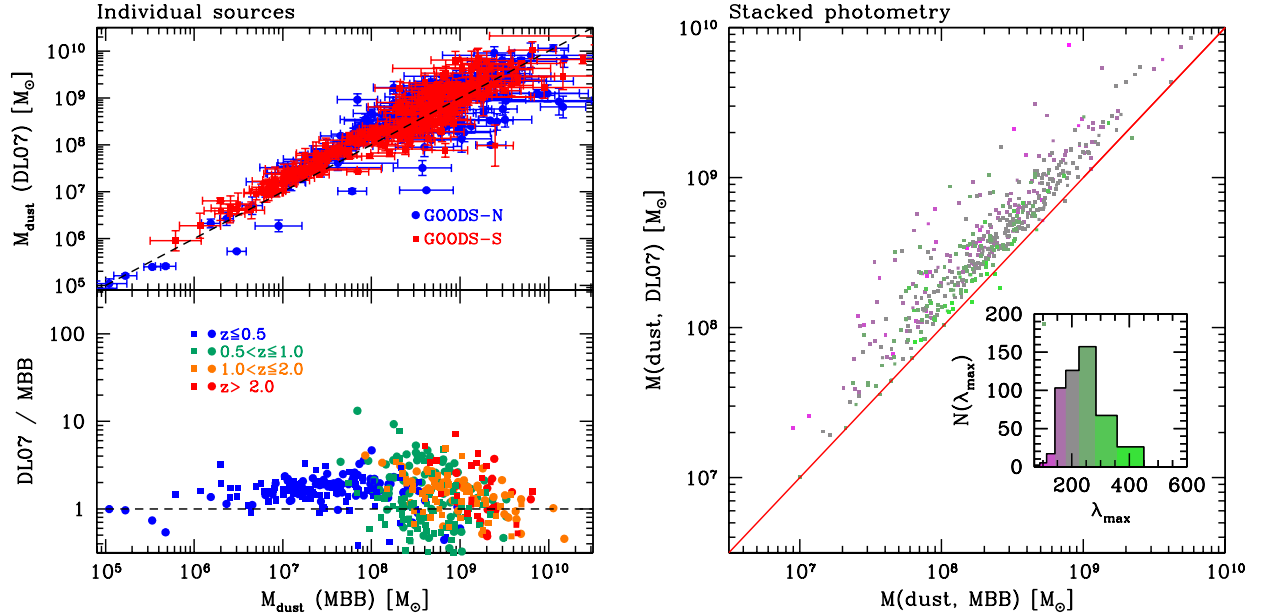 Individual sources
M_dust (DL07) [M_⊙]
10^10
10^9
10^8
10^7
10^6
10^5
GOODS-N
GOODS-S
DL07 / MBB
100
10
1
z≦0.5
0.5<z≦1.0
1.0<z≦2.0
z> 2.0
10^5 10^6 10^7 10^8 10^9 10^10
M_dust (MBB) [M_⊙]
Stacked photometry
M(dust, DL07) [M_⊙]
10^10
10^9
10^8
10^7
N(λ_max)
200
150
100
50
0
200 400 600
λ_max
10^7 10^8 10^9 10^10
M(dust, MBB) [M_⊙]